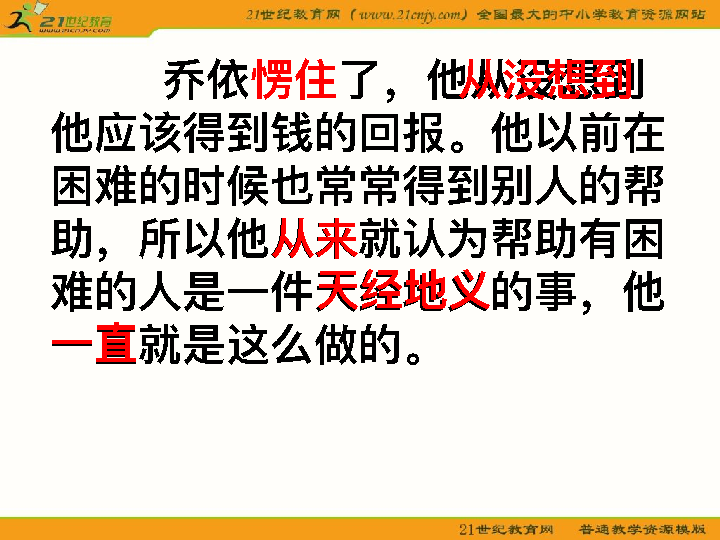 21世纪教育
21世纪教育网（www.21cnjy.com）全国最大的中小学教育资源网站
乔依愣住了，他从没想到
他应该得到钱的回报。他以前在
困难的时候也常常得到别人的帮
助，所以他从来就认为帮助有困
难的人是一件天经地义的事，他
一直就是这么做的。
21世纪教育网 普通教学资源模版